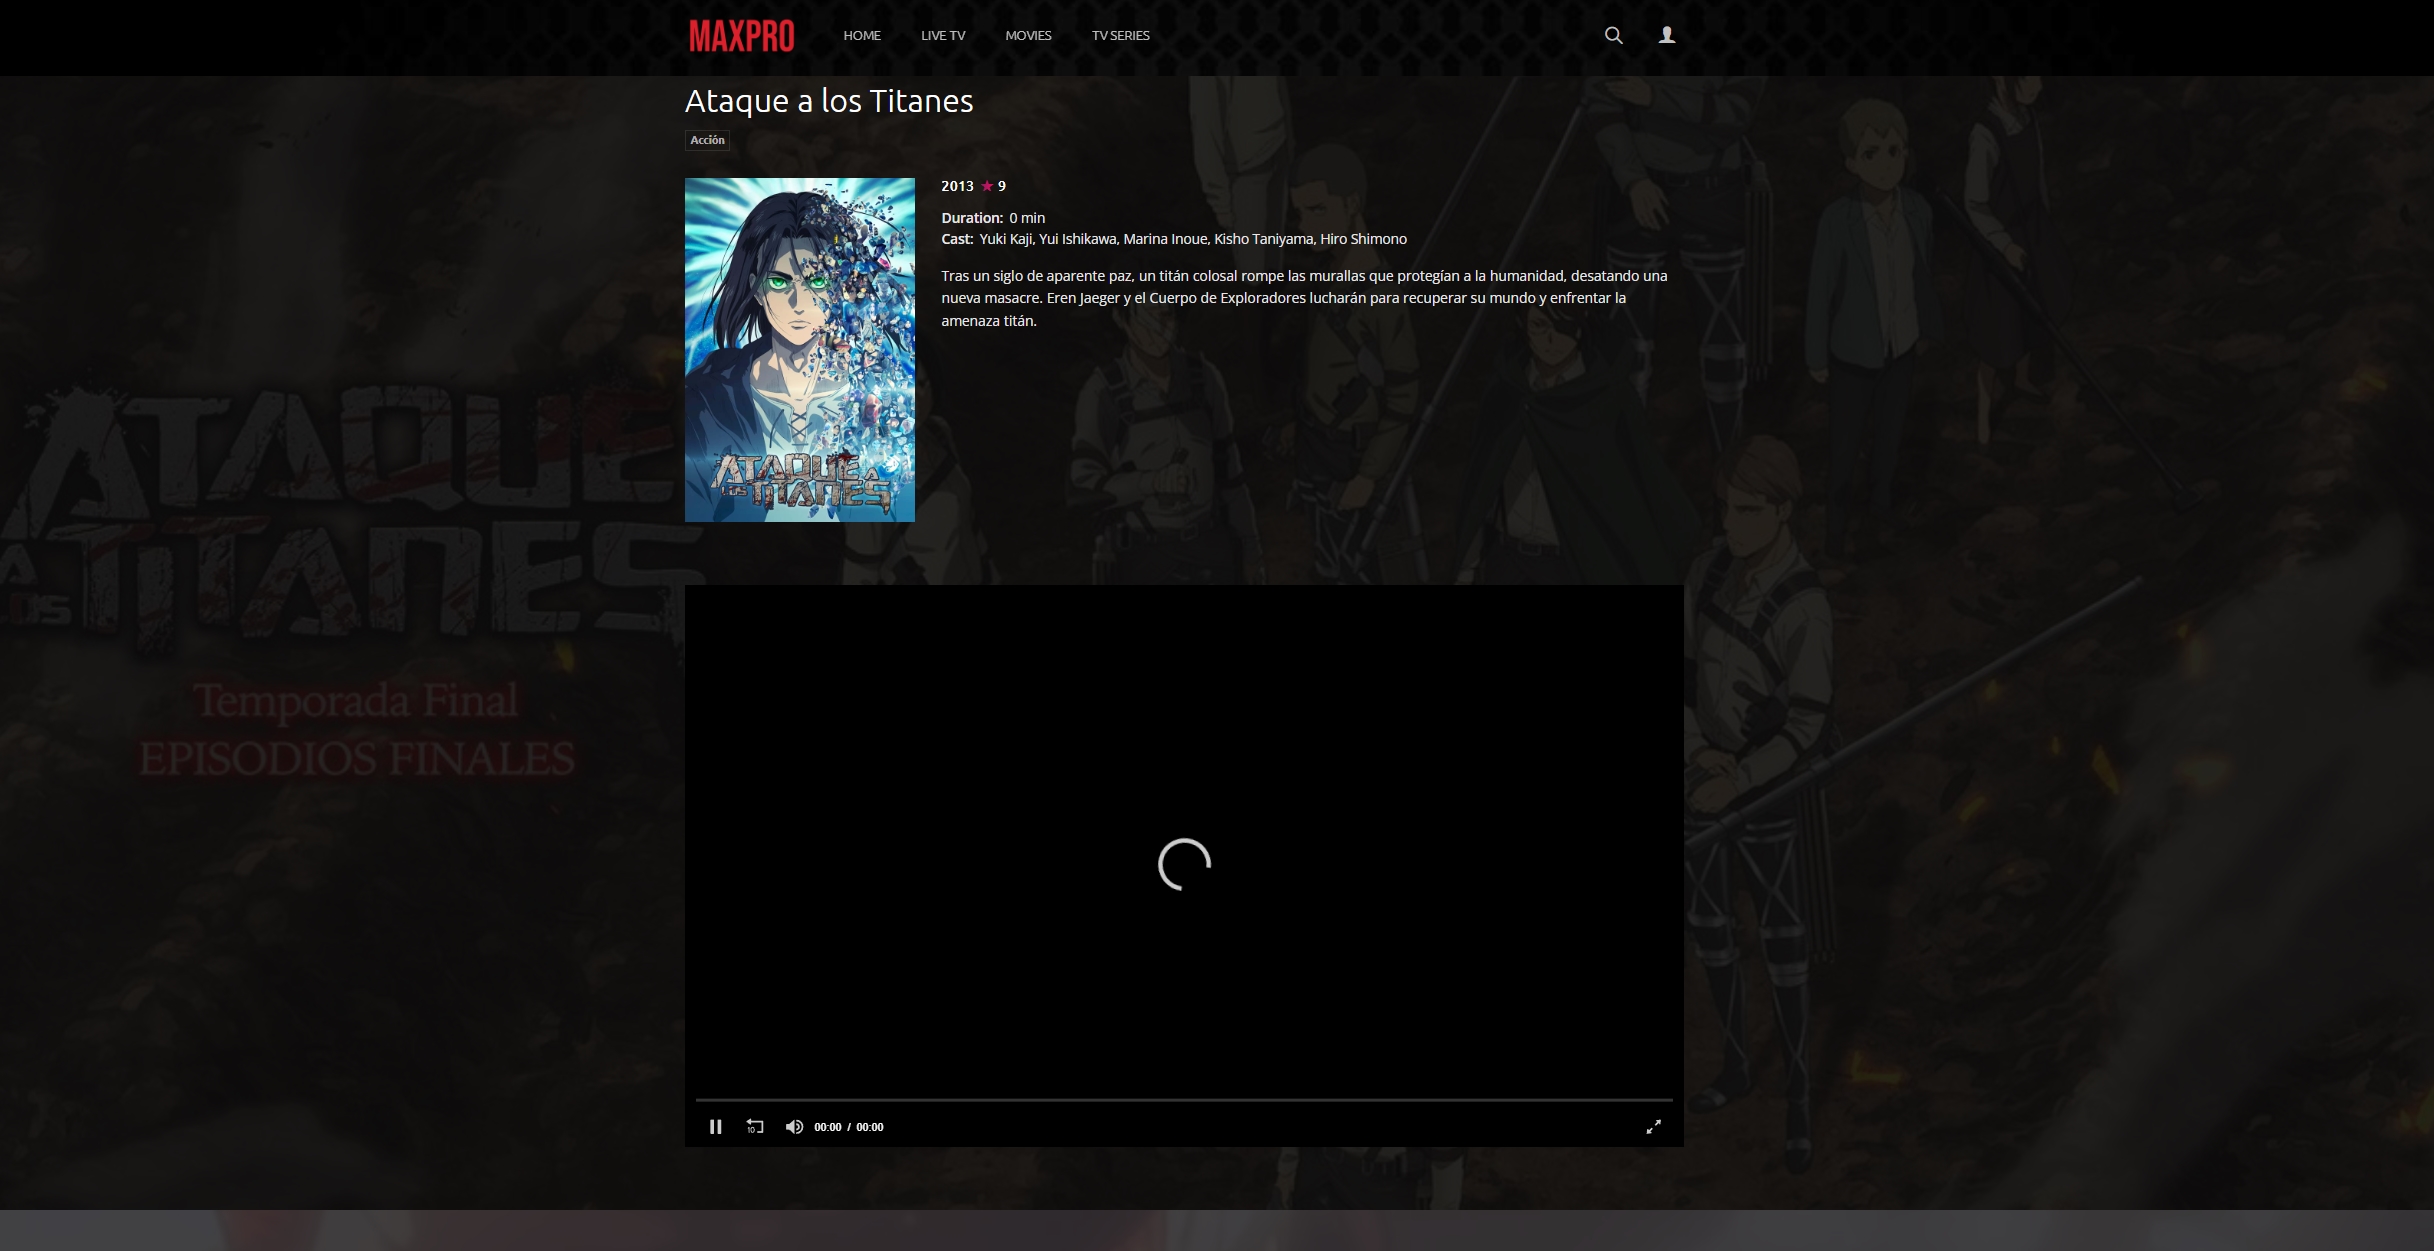 MAXPRO
HOME
LIVE TV
MOVIES
TV SERIES
Ataque a los Titanes
Acción
2013 ★ 9
Duration: 0 min
Cast: Yuki Kaji, Yui Ishikawa, Marina Inoue, Kisho Taniyama, Hiro Shimono
Tras un siglo de aparente paz, un titán colosal rompe las murallas que protegían a la humanidad, desatando una
nueva masacre. Eren Jaeger y el Cuerpo de Exploradores lucharán para recuperar su mundo y enfrentar la
amenaza titán.
ATAQUE A
LOS TITANES
ATAQUE
A LOS TITANES
Temporada Final
EPISODIOS FINALES
10
00:00 / 00:00